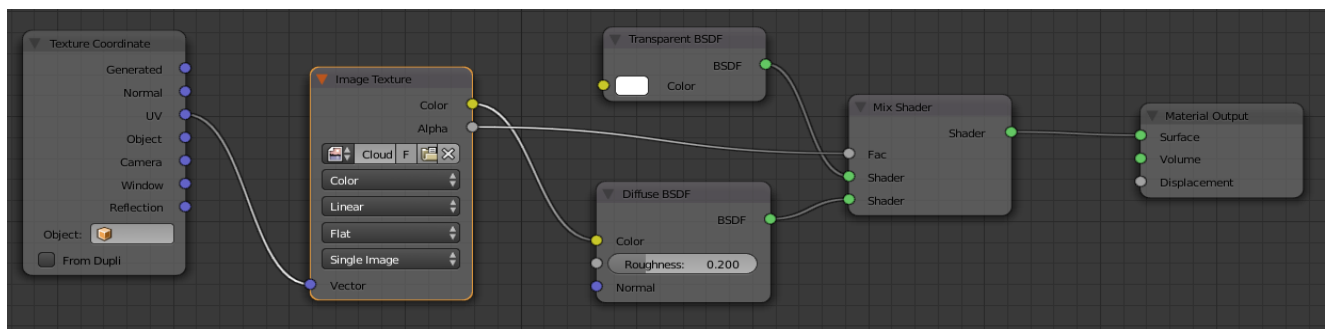 Texture Coordinate
Generated
Normal
UV
Object
Camera
Window
Reflection
Object:
From Dupli
Image Texture
Color
Alpha
Cloud F
Color
Linear
Flat
Single Image
Vector
Transparent BSDF
BSDF
Color
Diffuse BSDF
BSDF
Color
Roughness: 0.200
Normal
Mix Shader
Shader
Fac
Shader
Shader
Material Output
Surface
Volume
Displacement